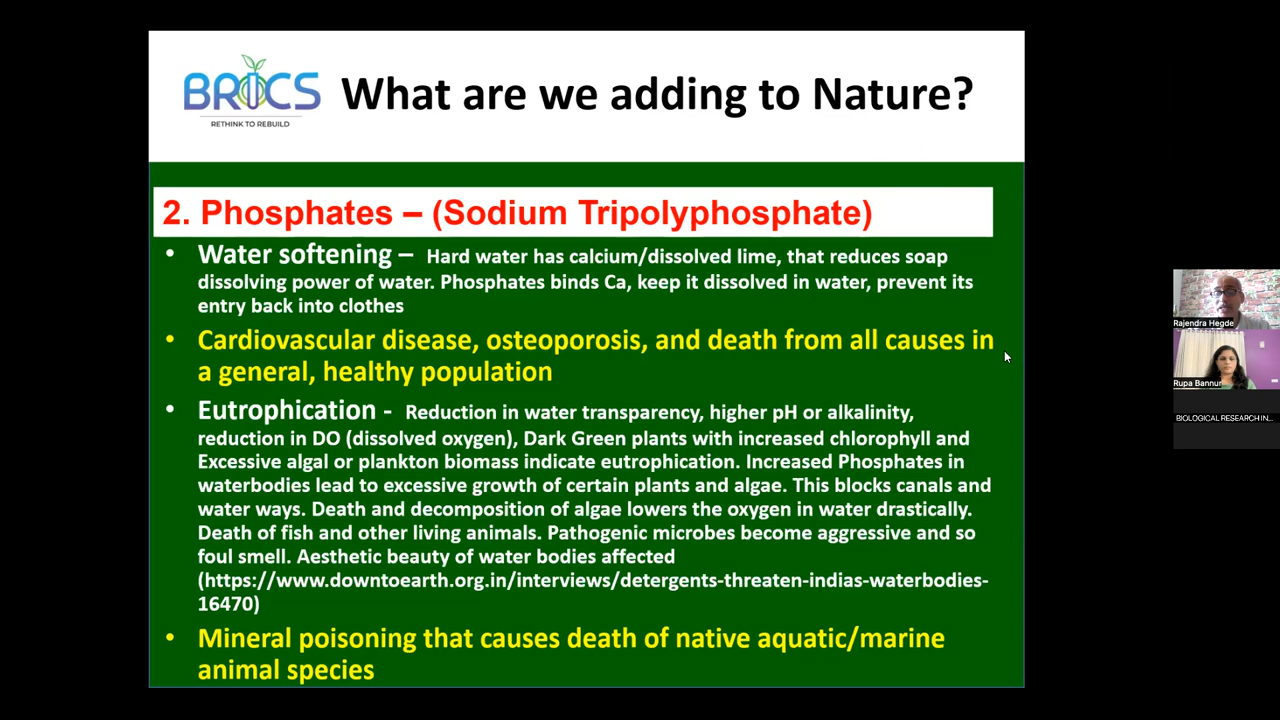 BRICS
RETHINK TO REBUILD
What are we adding to Nature?
2. Phosphates – (Sodium Tripolyphosphate)
• Water softening – Hard water has calcium/dissolved lime, that reduces soap
dissolving power of water. Phosphates binds Ca, keep it dissolved in water, prevent its
entry back into clothes
• Cardiovascular disease, osteoporosis, and death from all causes in
a general, healthy population
• Eutrophication - Reduction in water transparency, higher pH or alkalinity,
reduction in DO (dissolved oxygen), Dark Green plants with increased chlorophyll and
Excessive algal or plankton biomass indicate eutrophication. Increased Phosphates in
waterbodies lead to excessive growth of certain plants and algae. This blocks canals and
water ways. Death and decomposition of algae lowers the oxygen in water drastically.
Death of fish and other living animals. Pathogenic microbes become aggressive and so
foul smell. Aesthetic beauty of water bodies affected
(https://www.downtoearth.org.in/interviews/detergents-threaten-indias-waterbodies-
16470)
• Mineral poisoning that causes death of native aquatic/marine
animal species
Rajendra Hegde
Rupa Bannur
BIOLOGICAL RESEARCH IN...